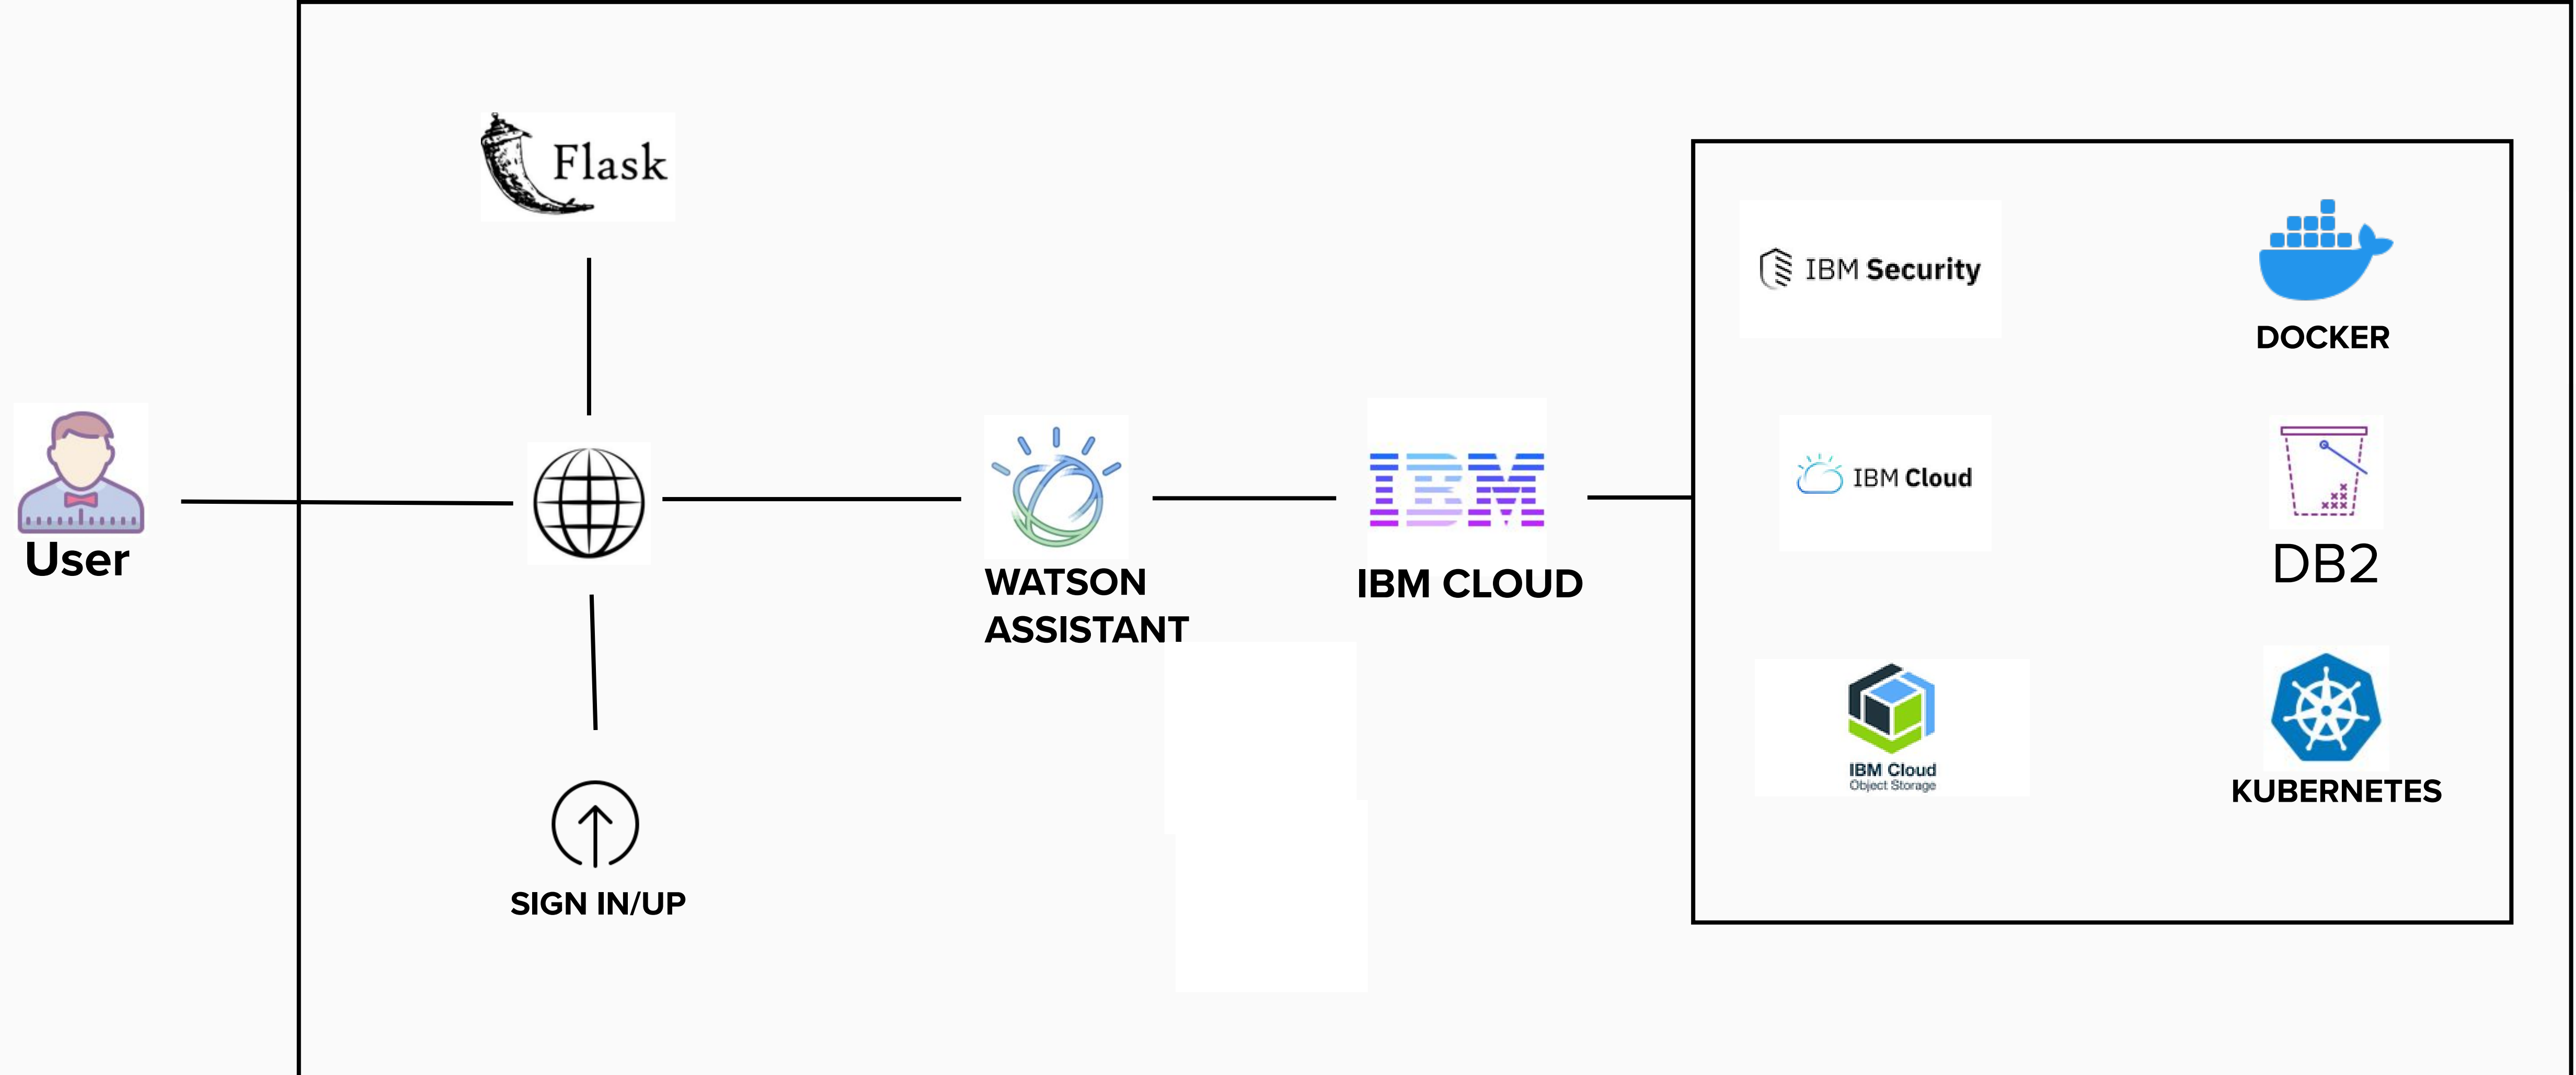 Flask
User
SIGN IN/UP
WATSON
ASSISTANT
IBM
IBM CLOUD
IBM Security
DOCKER
IBM Cloud
DB2
IBM Cloud
Object Storage
KUBERNETES